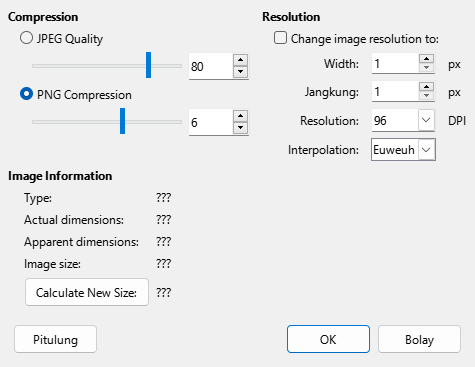 Compression
JPEG Quality
80
PNG Compression
6
Resolution
Change image resolution to:
Width: 1 px
Jangkung: 1 px
Resolution: 96 DPI
Interpolation: Euweuh
Image Information
Type: ???
Actual dimensions: ???
Apparent dimensions: ???
Image size: ???
Calculate New Size: ???
Pitulung
OK
Bolay